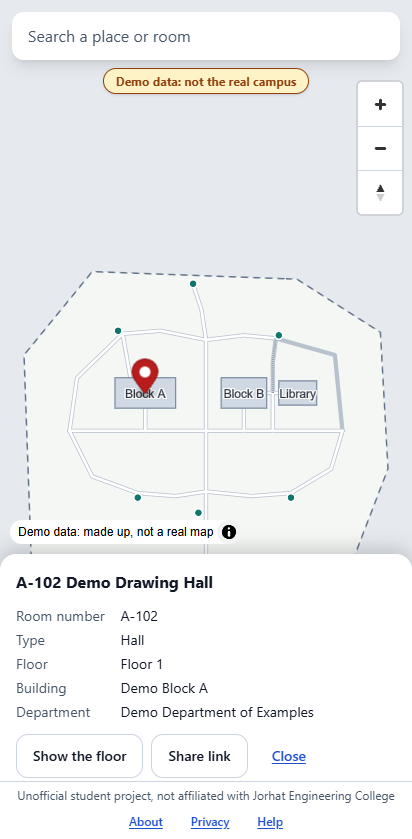 Search a place or room
Demo data: not the real campus
Block A
Block B
Library
Demo data: made up, not a real map
A-102 Demo Drawing Hall
Room number A-102
Type Hall
Floor Floor 1
Building Demo Block A
Department Demo Department of Examples
Show the floor Share link Close
Unofficial student project, not affiliated with Jorhat Engineering College
About Privacy Help